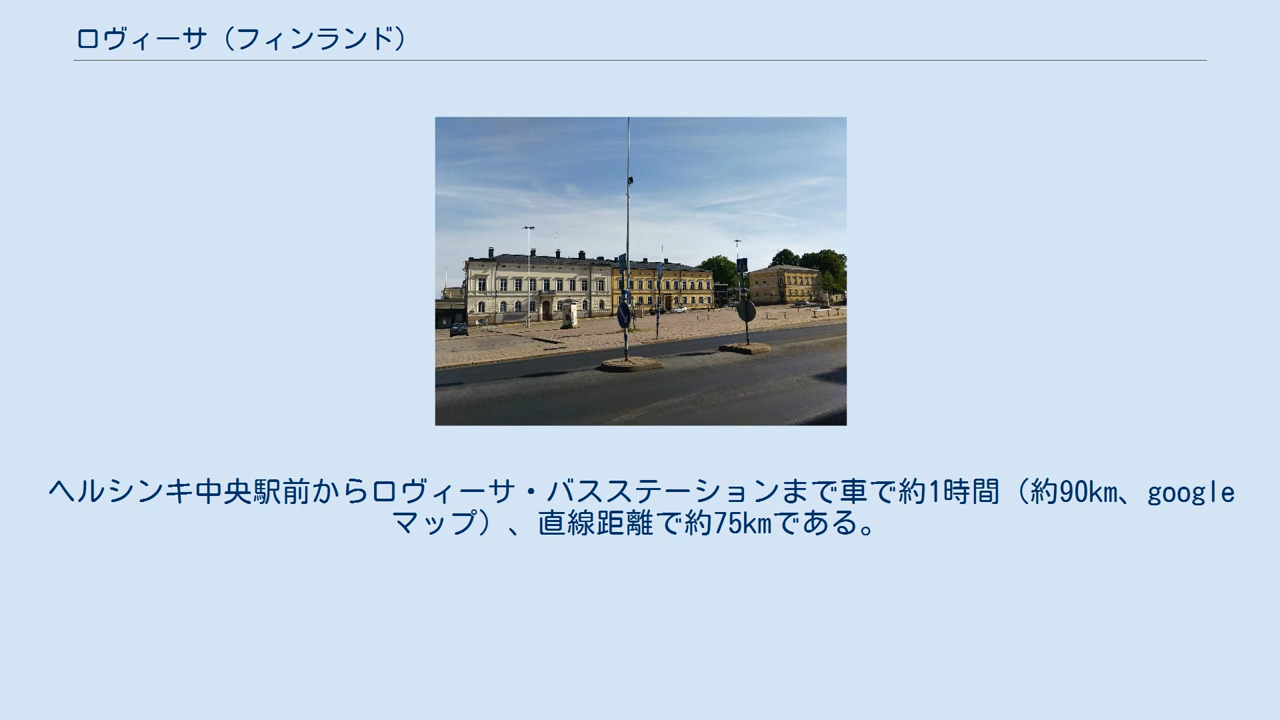 ロヴィーサ（フィンランド）
ヘルシンキ中央駅前からロヴィーサ・バスステーションまで車で約1時間（約90km、google
マップ）、直線距離で約75kmである。